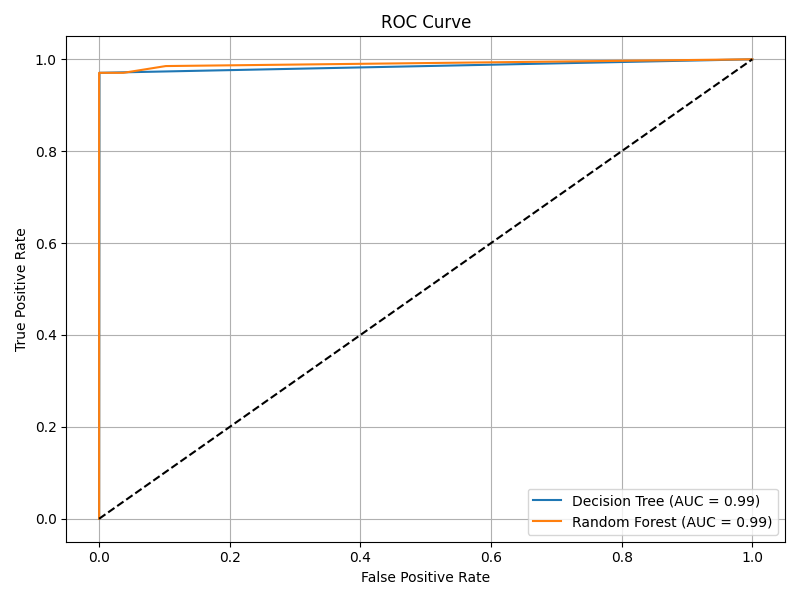 ROC Curve
True Positive Rate
1.0
0.8
0.6
0.4
0.2
0.0
Decision Tree (AUC = 0.99)
Random Forest (AUC = 0.99)
0.0 0.2 0.4 0.6 0.8 1.0
False Positive Rate